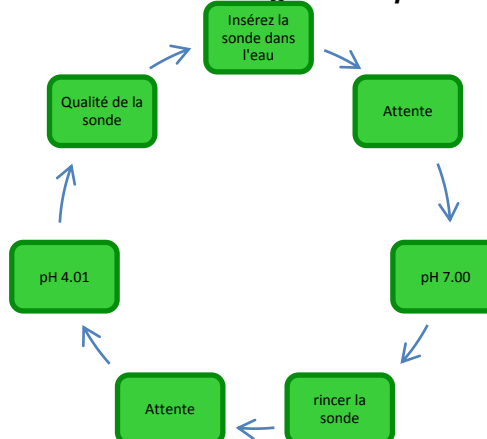 Insérez la
sonde dans
l'eau
Attente
pH 7.00
rincer la
sonde
Attente
pH 4.01
Qualité de la
sonde